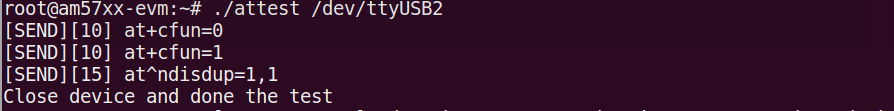 root@am57xx-evm:~# ./attest /dev/ttyUSB2
[SEND][10] at+cfun=0
[SEND][10] at+cfun=1
[SEND][15] at^ndisdup=1,1
Close device and done the test